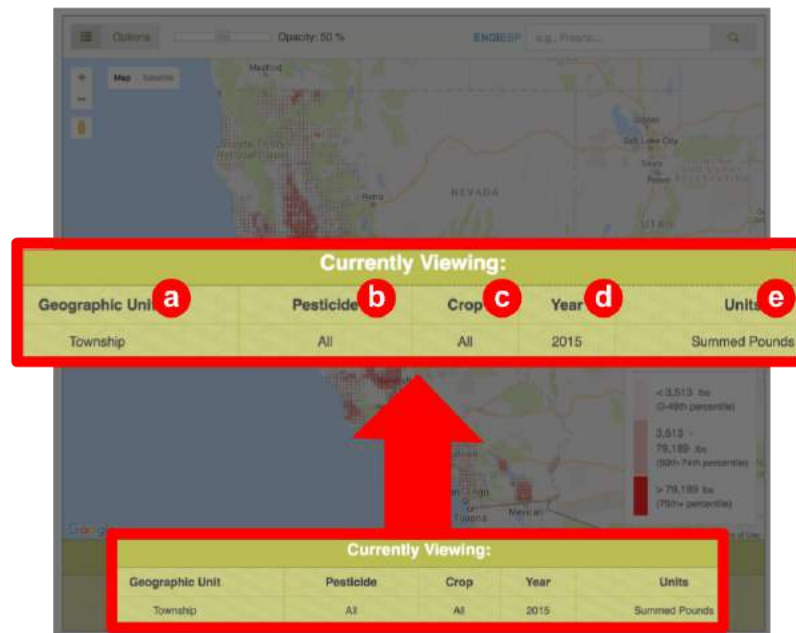 Options
Opacity: 50 %
ENG|ESP
e.g., Fresno...
Map
Satellite
Medford
Salt Lake City
Provo
Reno
NEVADA
UTAH
Currently Viewing:
Geographic Unit a Pesticide b Crop c Year d Units e
Township All All 2015 Summed Pounds
< 3,513 lbs
(0-49th percentile)
3,513 -
79,189 lbs
(50th-74th percentile)
> 79,189 lbs
(75th+ percentile)
Tijuana
Mexicali
Google
Currently Viewing:
Geographic Unit Pesticide Crop Year Units
Township All All 2015 Summed Pounds